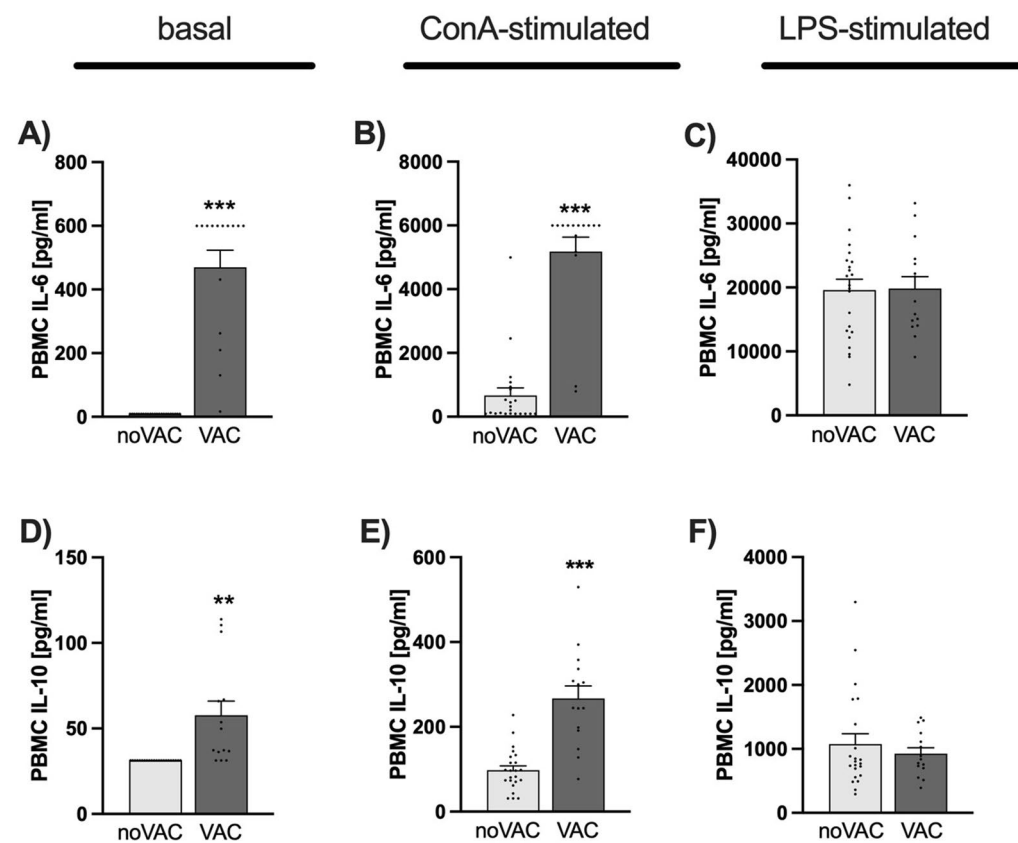 basal
ConA-stimulated
LPS-stimulated
A)
PBMC IL-6 [pg/ml]
800
600
400
200
0
***
noVAC
VAC
B)
PBMC IL-6 [pg/ml]
8000
6000
4000
2000
0
***
noVAC
VAC
C)
PBMC IL-6 [pg/ml]
40000
30000
20000
10000
0
noVAC
VAC
D)
PBMC IL-10 [pg/ml]
150
100
50
0
**
noVAC
VAC
E)
PBMC IL-10 [pg/ml]
600
400
200
0
***
noVAC
VAC
F)
PBMC IL-10 [pg/ml]
4000
3000
2000
1000
0
noVAC
VAC